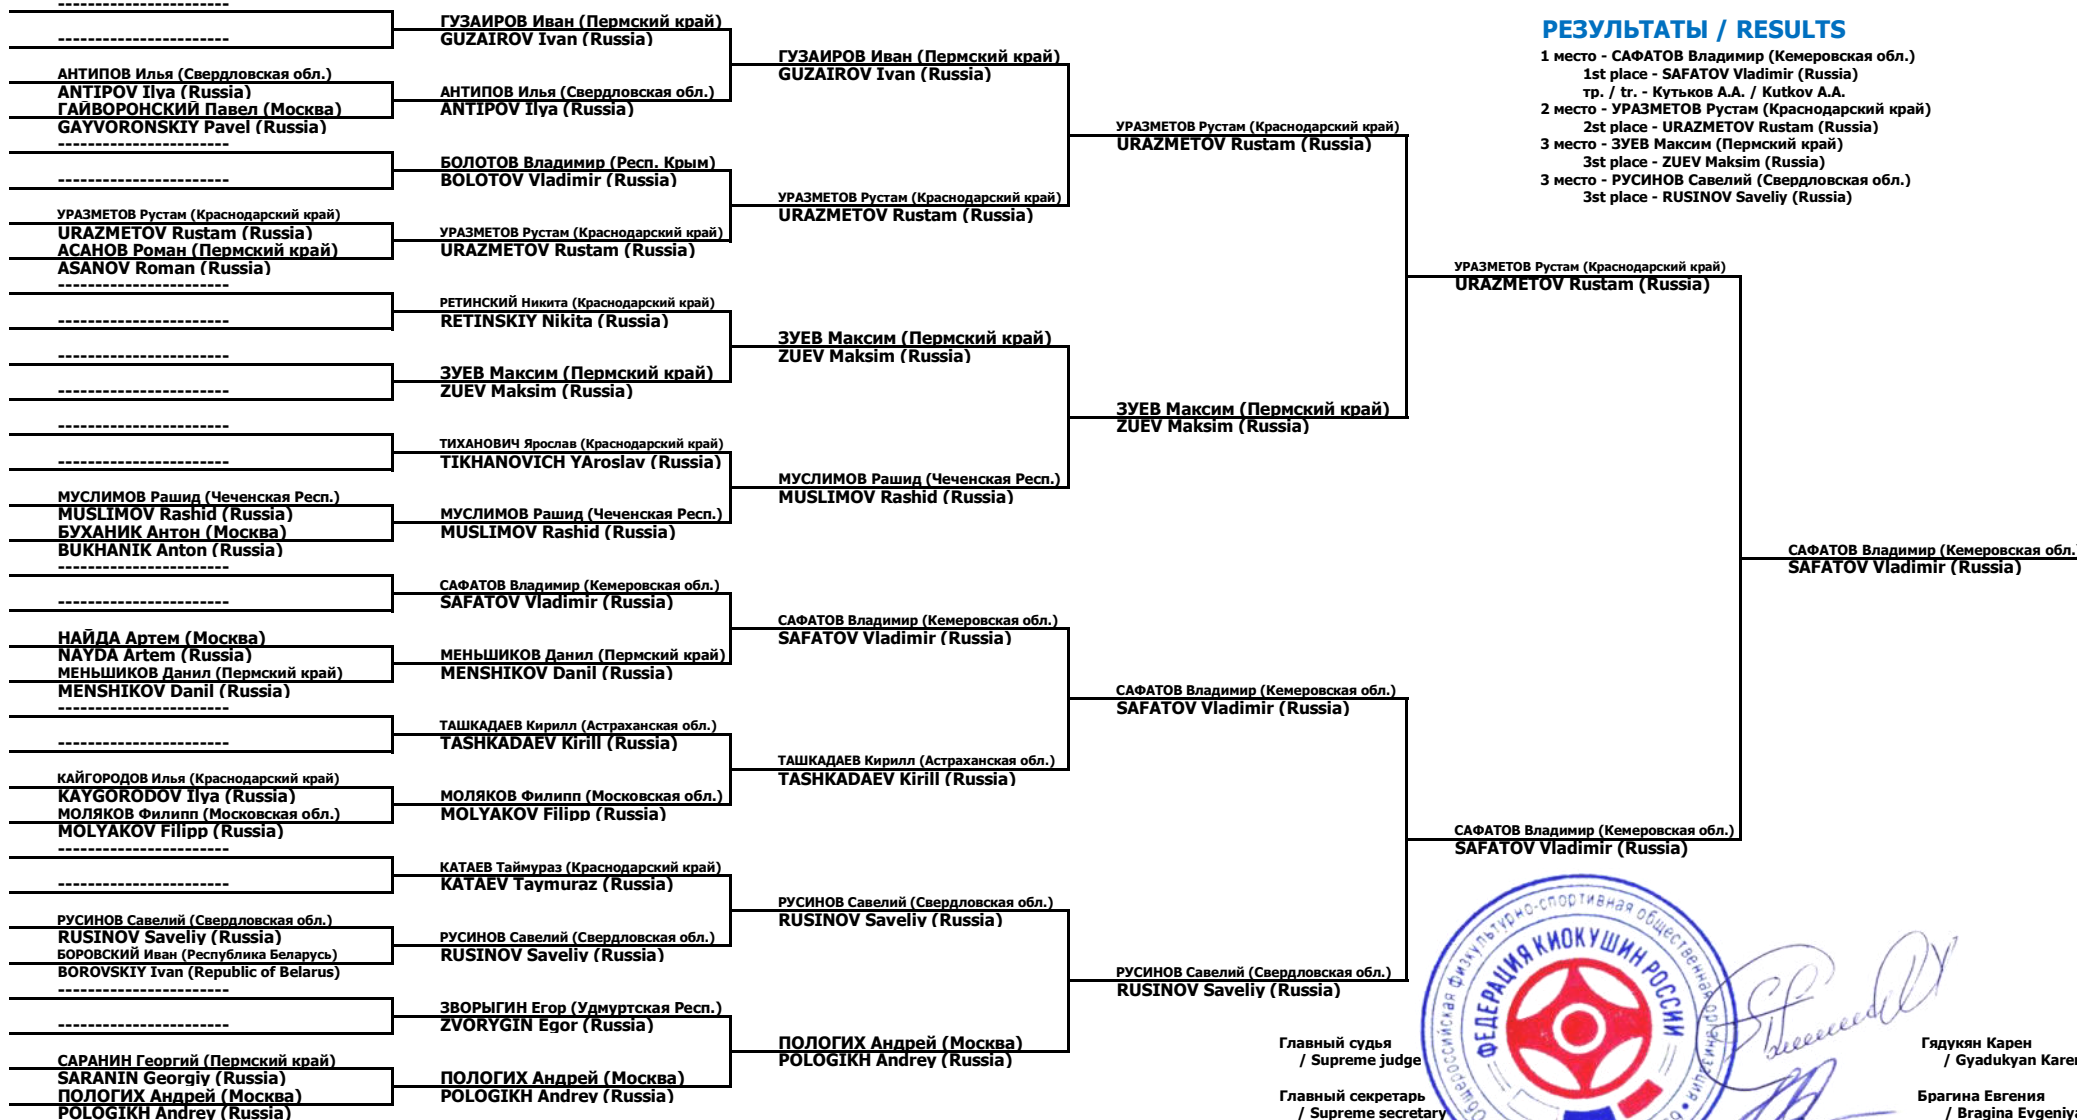 -----------------------
-----------------------
АНТИПОВ Илья (Свердловская обл.)
ANTIPOV Ilya (Russia)
ГАЙВОРОНСКИЙ Павел (Москва)
GAYVORONSKIY Pavel (Russia)
-----------------------
-----------------------
УРАЗМЕТОВ Рустам (Краснодарский край)
URAZMETOV Rustam (Russia)
АСАНОВ Роман (Пермский край)
ASANOV Roman (Russia)
-----------------------
-----------------------
-----------------------
-----------------------
-----------------------
-----------------------
МУСЛИМОВ Рашид (Чеченская Респ.)
MUSLIMOV Rashid (Russia)
БУХАНИК Антон (Москва)
BUKHANIK Anton (Russia)
-----------------------
-----------------------
НАЙДА Артем (Москва)
NAYDA Artem (Russia)
МЕНЬШИКОВ Данил (Пермский край)
MENSHIKOV Danil (Russia)
-----------------------
-----------------------
КАЙГОРОДОВ Илья (Краснодарский край)
KAYGORODOV Ilya (Russia)
МОЛЯКОВ Филипп (Московская обл.)
MOLYAKOV Filipp (Russia)
-----------------------
-----------------------
РУСИНОВ Савелий (Свердловская обл.)
RUSINOV Saveliy (Russia)
БОРОВСКИЙ Иван (Республика Беларусь)
BOROVSKIY Ivan (Republic of Belarus)
-----------------------
-----------------------
САРАНИН Георгий (Пермский край)
SARANIN Georgiy (Russia)
ПОЛОГИХ Андрей (Москва)
POLOGIKH Andrey (Russia)
ГУЗАИРОВ Иван (Пермский край)
GUZAIROV Ivan (Russia)
АНТИПОВ Илья (Свердловская обл.)
ANTIPOV Ilya (Russia)
БОЛОТОВ Владимир (Респ. Крым)
BOLOTOV Vladimir (Russia)
УРАЗМЕТОВ Рустам (Краснодарский край)
URAZMETOV Rustam (Russia)
РЕТИНСКИЙ Никита (Краснодарский край)
RETINSKIY Nikita (Russia)
ЗУЕВ Максим (Пермский край)
ZUEV Maksim (Russia)
ТИХАНОВИЧ Ярослав (Краснодарский край)
TIKHANOVICH YAroslav (Russia)
МУСЛИМОВ Рашид (Чеченская Респ.)
MUSLIMOV Rashid (Russia)
САФАТОВ Владимир (Кемеровская обл.)
SAFATOV Vladimir (Russia)
МЕНЬШИКОВ Данил (Пермский край)
MENSHIKOV Danil (Russia)
ТАШКАДАЕВ Кирилл (Астраханская обл.)
TASHKADAEV Kirill (Russia)
МОЛЯКОВ Филипп (Московская обл.)
MOLYAKOV Filipp (Russia)
КАТАЕВ Таймураз (Краснодарский край)
KATAEV Taymuraz (Russia)
РУСИНОВ Савелий (Свердловская обл.)
RUSINOV Saveliy (Russia)
ЗВОРЫГИН Егор (Удмуртская Респ.)
ZVORYGIN Egor (Russia)
ПОЛОГИХ Андрей (Москва)
POLOGIKH Andrey (Russia)
ГУЗАИРОВ Иван (Пермский край)
GUZAIROV Ivan (Russia)
УРАЗМЕТОВ Рустам (Краснодарский край)
URAZMETOV Rustam (Russia)
ЗУЕВ Максим (Пермский край)
ZUEV Maksim (Russia)
МУСЛИМОВ Рашид (Чеченская Респ.)
MUSLIMOV Rashid (Russia)
САФАТОВ Владимир (Кемеровская обл.)
SAFATOV Vladimir (Russia)
ТАШКАДАЕВ Кирилл (Астраханская обл.)
TASHKADAEV Kirill (Russia)
РУСИНОВ Савелий (Свердловская обл.)
RUSINOV Saveliy (Russia)
ПОЛОГИХ Андрей (Москва)
POLOGIKH Andrey (Russia)
УРАЗМЕТОВ Рустам (Краснодарский край)
URAZMETOV Rustam (Russia)
ЗУЕВ Максим (Пермский край)
ZUEV Maksim (Russia)
САФАТОВ Владимир (Кемеровская обл.)
SAFATOV Vladimir (Russia)
РУСИНОВ Савелий (Свердловская обл.)
RUSINOV Saveliy (Russia)
УРАЗМЕТОВ Рустам (Краснодарский край)
URAZMETOV Rustam (Russia)
САФАТОВ Владимир (Кемеровская обл.)
SAFATOV Vladimir (Russia)
САФАТОВ Владимир (Кемеровская обл.
SAFATOV Vladimir (Russia)
РЕЗУЛЬТАТЫ / RESULTS
1 место - САФАТОВ Владимир (Кемеровская обл.)
1st place - SAFATOV Vladimir (Russia)
тр. / tr. - Кутьков А.А. / Kutkov A.A.
2 место - УРАЗМЕТОВ Рустам (Краснодарский край)
2st place - URAZMETOV Rustam (Russia)
3 место - ЗУЕВ Максим (Пермский край)
3st place - ZUEV Maksim (Russia)
3 место - РУСИНОВ Савелий (Свердловская обл.)
3st place - RUSINOV Saveliy (Russia)
Общероссийская физкультурно-спортивная общественная организация
ФЕДЕРАЦИЯ КИОКУШИН РОССИИ
Главный судья
/ Supreme judge
Гядукян Карен
/ Gyadukyan Karen
Главный секретарь
/ Supreme secretary
Брагина Евгения
/ Bragina Evgeniya